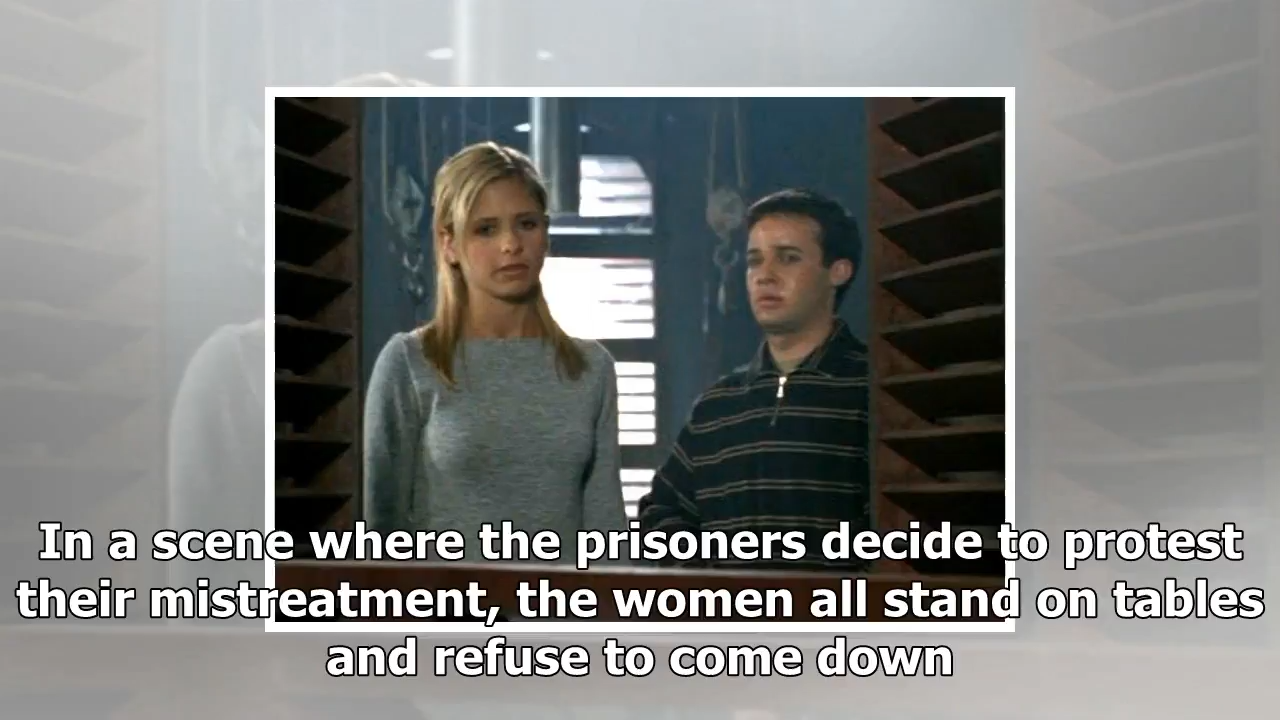 In a scene where the prisoners decide to protest
their mistreatment, the women all stand on tables
and refuse to come down